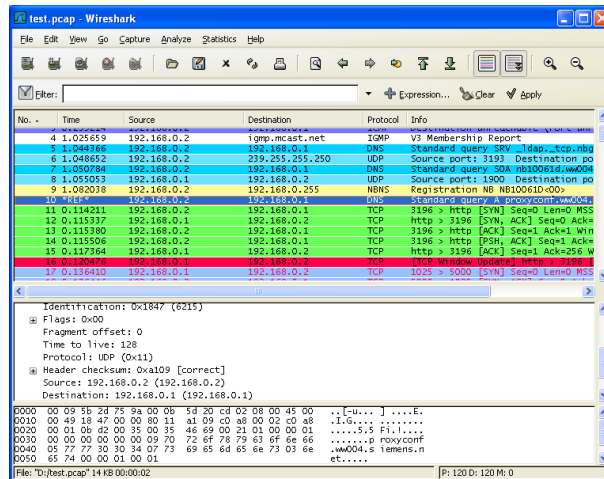 test.pcap - Wireshark
File Edit View Go Capture Analyze Statistics Help
Filter: Expression... Clear Apply
No. . Time Source Destination Protocol Info
4 1.025659 192.168.0.2 igmp.mcast.net IGMP V3 Membership Report
5 1.044366 192.168.0.2 192.168.0.1 DNS Standard query SRV _ldap._tcp.nbg
6 1.048652 192.168.0.2 239.255.255.250 UDP Source port: 3193 Destination po
7 1.050784 192.168.0.2 192.168.0.1 DNS Standard query SOA nb10061d.ww004
8 1.055053 192.168.0.1 192.168.0.2 UDP Source port: 1900 Destination po
9 1.082038 192.168.0.2 192.168.0.255 NBNS Registration NB NB10061D<00>
10 *REF* 192.168.0.2 192.168.0.1 DNS Standard query A proxyconf.ww004.
11 0.114211 192.168.0.2 192.168.0.1 TCP 3196 > http [SYN] Seq=0 Len=0 MSS
12 0.115337 192.168.0.1 192.168.0.2 TCP http > 3196 [SYN, ACK] Seq=0 Ack=
13 0.115380 192.168.0.2 192.168.0.1 TCP 3196 > http [ACK] Seq=1 Ack=1 Win
14 0.115506 192.168.0.2 192.168.0.1 TCP 3196 > http [PSH, ACK] Seq=1 Ack=
15 0.117364 192.168.0.1 192.168.0.2 TCP http > 3196 [ACK] Seq=1 Ack=256 W
16 0.120476 192.168.0.1 192.168.0.2 TCP [TCP Window Update] http > 3196 [
17 0.136410 192.168.0.1 192.168.0.2 TCP 1025 > 5000 [SYN] Seq=0 Len=0 MSS
Identification: 0x1847 (6215)
Flags: 0x00
Fragment offset: 0
Time to live: 128
Protocol: UDP (0x11)
Header checksum: 0xa109 [correct]
Source: 192.168.0.2 (192.168.0.2)
Destination: 192.168.0.1 (192.168.0.1)
0000 00 09 5b 2d 75 9a 00 0b 5d 20 cd 02 08 00 45 00 ..[-u... ] ....E.
0010 00 49 18 47 00 00 80 11 a1 09 c0 a8 00 02 c0 a8 .I.G.... ........
0020 00 01 0b d2 00 35 00 35 46 69 00 21 01 00 00 01 .....5.5 Fi.!....
0030 00 00 00 00 00 00 09 70 72 6f 78 79 63 6f 6e 66 .......p roxyconf
0040 05 77 77 30 30 34 07 73 69 65 6d 65 6e 73 03 6e .ww004.s iemens.n
0050 65 74 00 00 01 00 01 et.....
File: "D:/test.pcap" 14 KB 00:00:02 P: 120 D: 120 M: 0